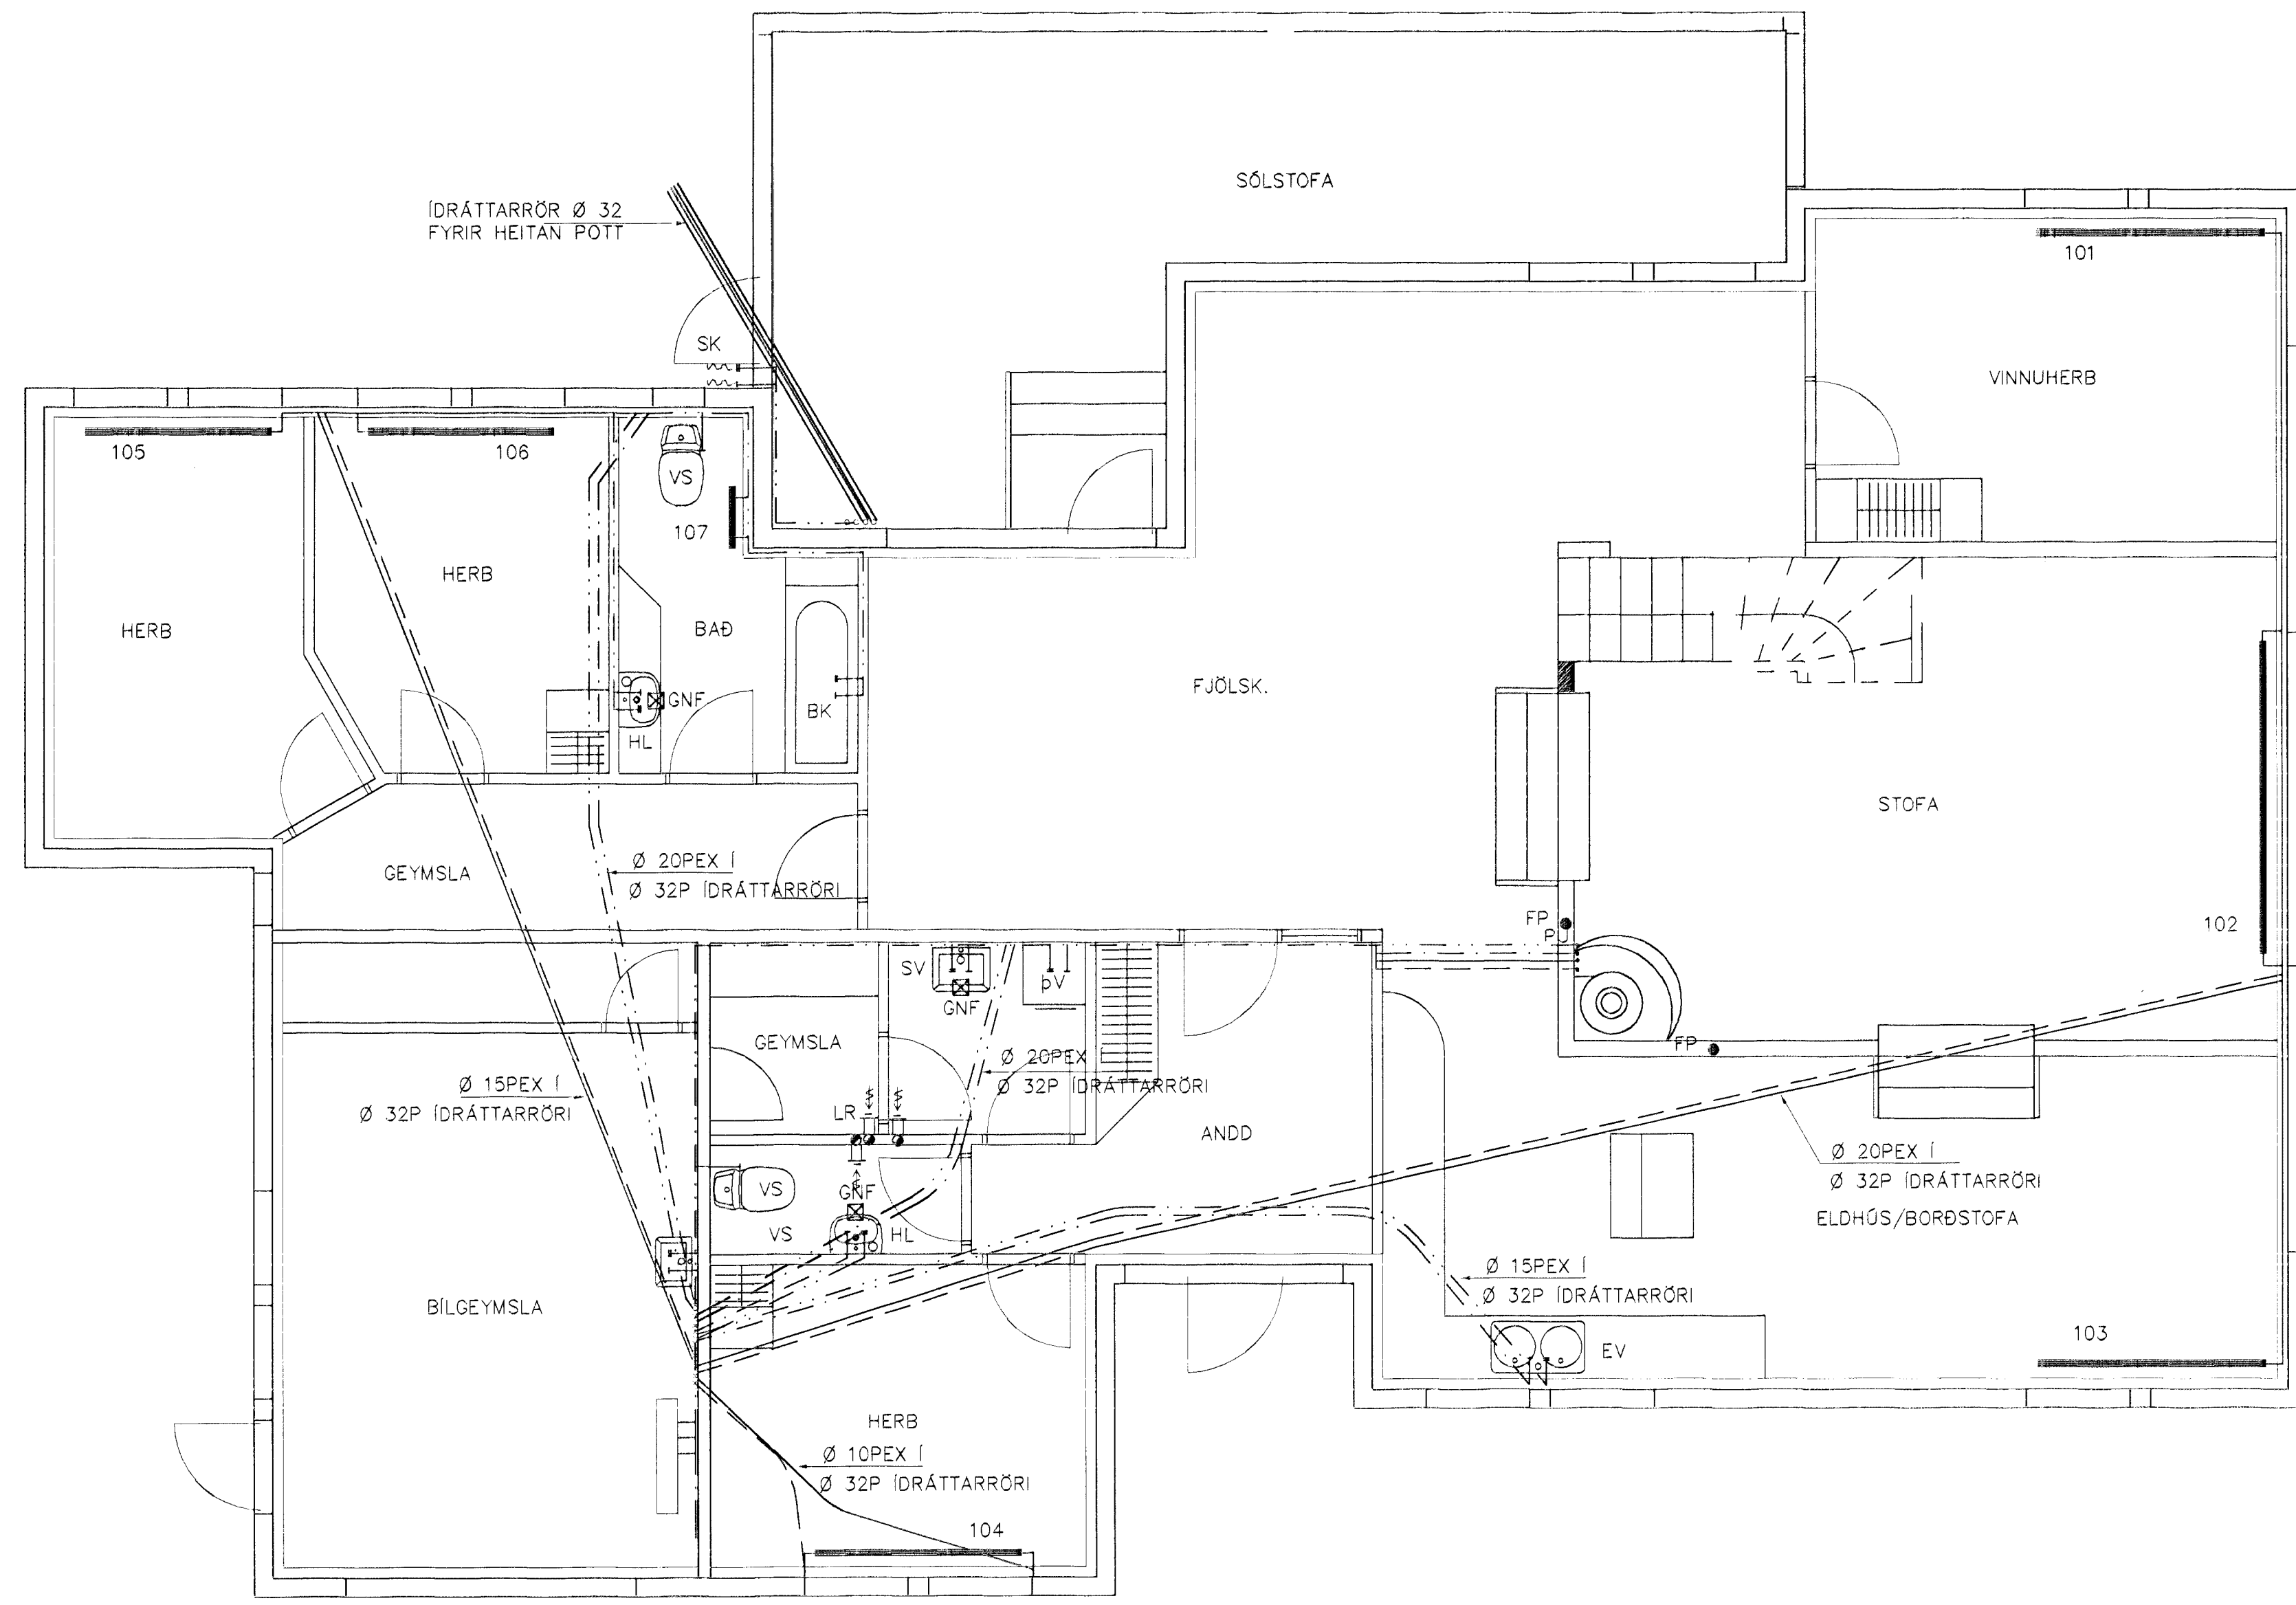 SÓLSTOFA
ÍDRÁTTARRÖR Ø 32
FYRIR HEITAN POTT
101
SK
VINNUHERB
105
106
VS
107
HERB
HERB
BAÐ
FJÖLSK.
GNF
BK
HL
STOFA
Ø 20PEX Í
Ø 32P ÍDRÁTTARRÖRI
GEYMSLA
FP
P
102
SV
ÞV
GNF
GEYMSLA
FP
Ø 20PEX Í
Ø 32P ÍDRÁTTARRÖRI
Ø 15PEX Í
Ø 32P ÍDRÁTTARRÖRI
LR
ANDD
Ø 20PEX Í
Ø 32P ÍDRÁTTARRÖRI
VS
GNF
VS
HL
ELDHÚS/BORÐSTOFA
Ø 15PEX Í
Ø 32P ÍDRÁTTARRÖRI
BÍLGEYMSLA
103
EV
HERB
Ø 10PEX Í
Ø 32P ÍDRÁTTARRÖRI
104